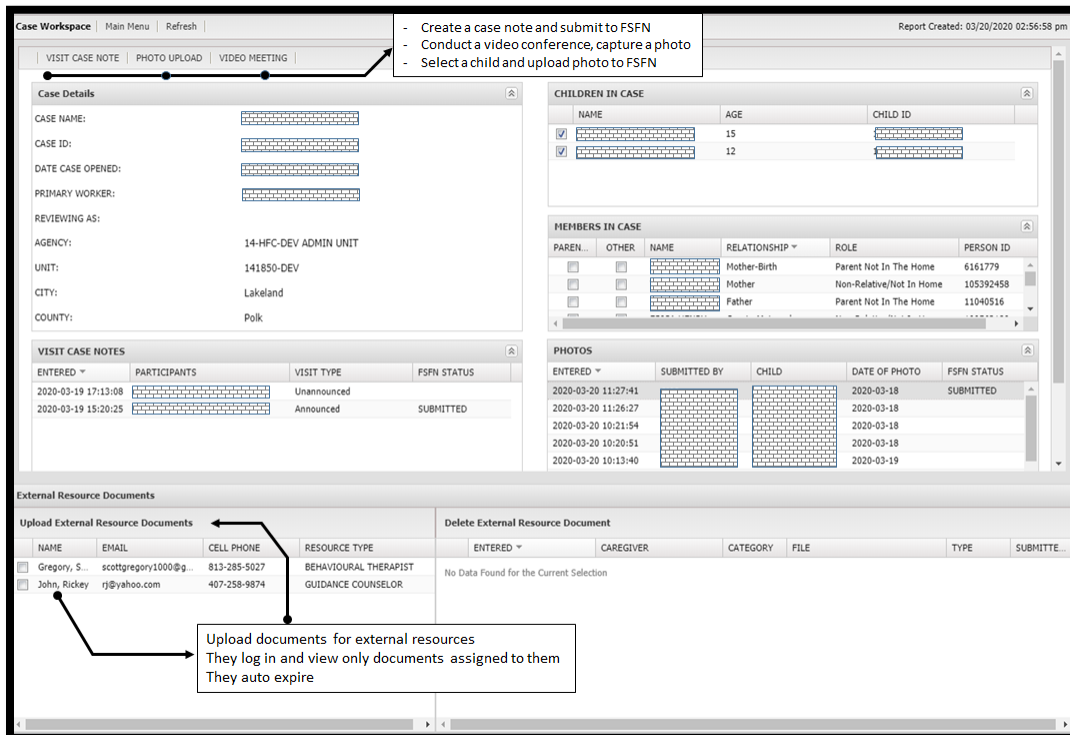 Case Workspace Main Menu Refresh
Report Created: 03/20/2020 02:56:58 pm
- Create a case note and submit to FSFN
- Conduct a video conference, capture a photo
- Select a child and upload photo to FSFN
VISIT CASE NOTE PHOTO UPLOAD VIDEO MEETING
Case Details
CASE NAME:
CASE ID:
DATE CASE OPENED:
PRIMARY WORKER:
REVIEWING AS:
AGENCY: 14-HFC-DEV ADMIN UNIT
UNIT: 141850-DEV
CITY: Lakeland
COUNTY: Polk
CHILDREN IN CASE
NAME AGE CHILD ID
15
12
MEMBERS IN CASE
PAREN... OTHER NAME RELATIONSHIP ROLE PERSON ID
Mother-Birth Parent Not In The Home 6161779
Mother Non-Relative/Not In Home 105392458
Father Parent Not In The Home 11040516
VISIT CASE NOTES
ENTERED PARTICIPANTS VISIT TYPE FSFN STATUS
2020-03-19 17:13:08 Unannounced
2020-03-19 15:20:25 Announced SUBMITTED
PHOTOS
ENTERED SUBMITTED BY CHILD DATE OF PHOTO FSFN STATUS
2020-03-20 11:27:41 2020-03-18 SUBMITTED
2020-03-20 11:26:27 2020-03-18
2020-03-20 10:21:54 2020-03-18
2020-03-20 10:20:51 2020-03-18
2020-03-20 10:13:40 2020-03-19
External Resource Documents
Upload External Resource Documents
NAME EMAIL CELL PHONE RESOURCE TYPE
Gregory, S... scottgregory1000@g... 813-285-5027 BEHAVIOURAL THERAPIST
John, Rickey rj@yahoo.com 407-258-9874 GUIDANCE COUNSELOR
Delete External Resource Document
ENTERED CAREGIVER CATEGORY FILE TYPE SUBMITTE...
No Data Found for the Current Selection
Upload documents for external resources
They log in and view only documents assigned to them
They auto expire